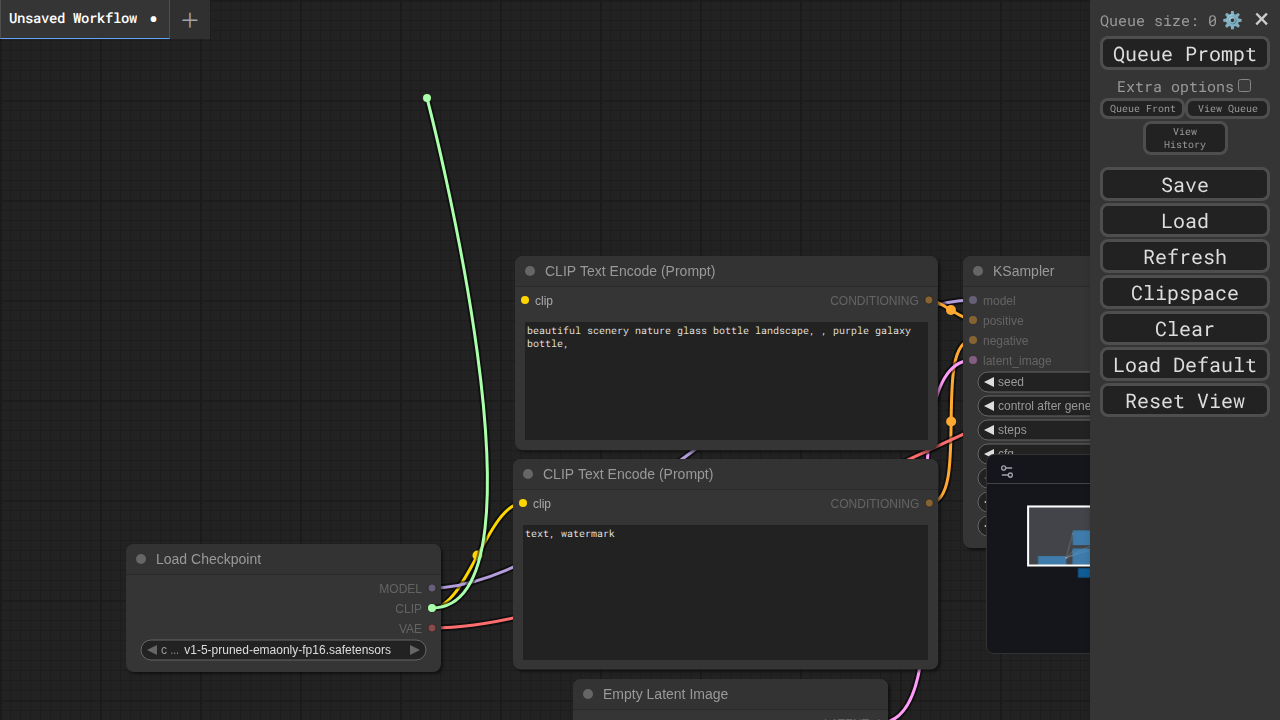 Unsaved Workflow
Queue size: 0
Queue Prompt
Extra options
Queue Front
View Queue
View
History
Save
Load
Refresh
Clipspace
Clear
Load Default
Reset View
CLIP Text Encode (Prompt)
clip
CONDITIONING
beautiful scenery nature glass bottle landscape, , purple galaxy
bottle,
KSampler
model
positive
negative
latent_image
seed
control after gene
steps
CLIP Text Encode (Prompt)
clip
CONDITIONING
text, watermark
Load Checkpoint
MODEL
CLIP
VAE
c ... v1-5-pruned-emaonly-fp16.safetensors
Empty Latent Image